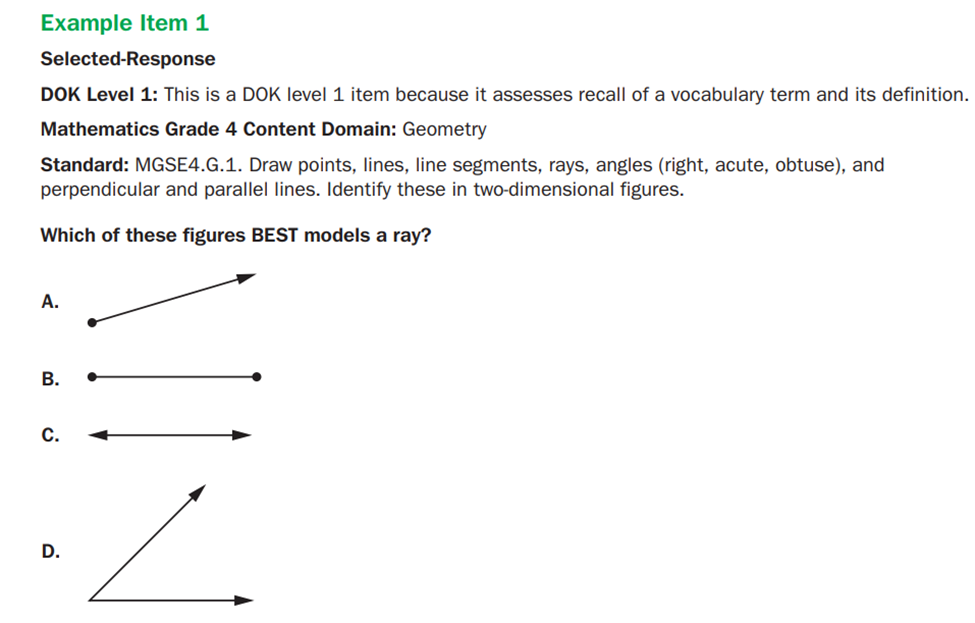 Example Item 1
Selected-Response
DOK Level 1: This is a DOK level 1 item because it assesses recall of a vocabulary term and its definition.
Mathematics Grade 4 Content Domain: Geometry
Standard: MGSE4.G.1. Draw points, lines, line segments, rays, angles (right, acute, obtuse), and
perpendicular and parallel lines. Identify these in two-dimensional figures.
Which of these figures BEST models a ray?
A.
B.
C.
D.